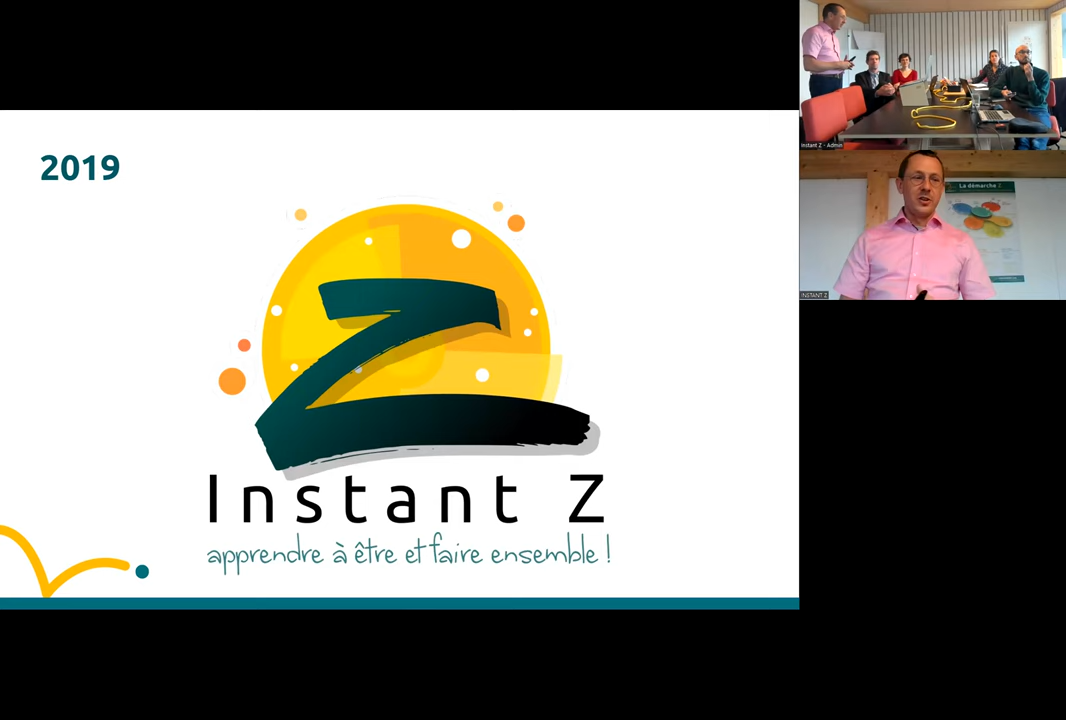 2019
Instant Z
apprendre à être et faire ensemble !
Instant Z - Admin
La démarche Z
INSTANT Z